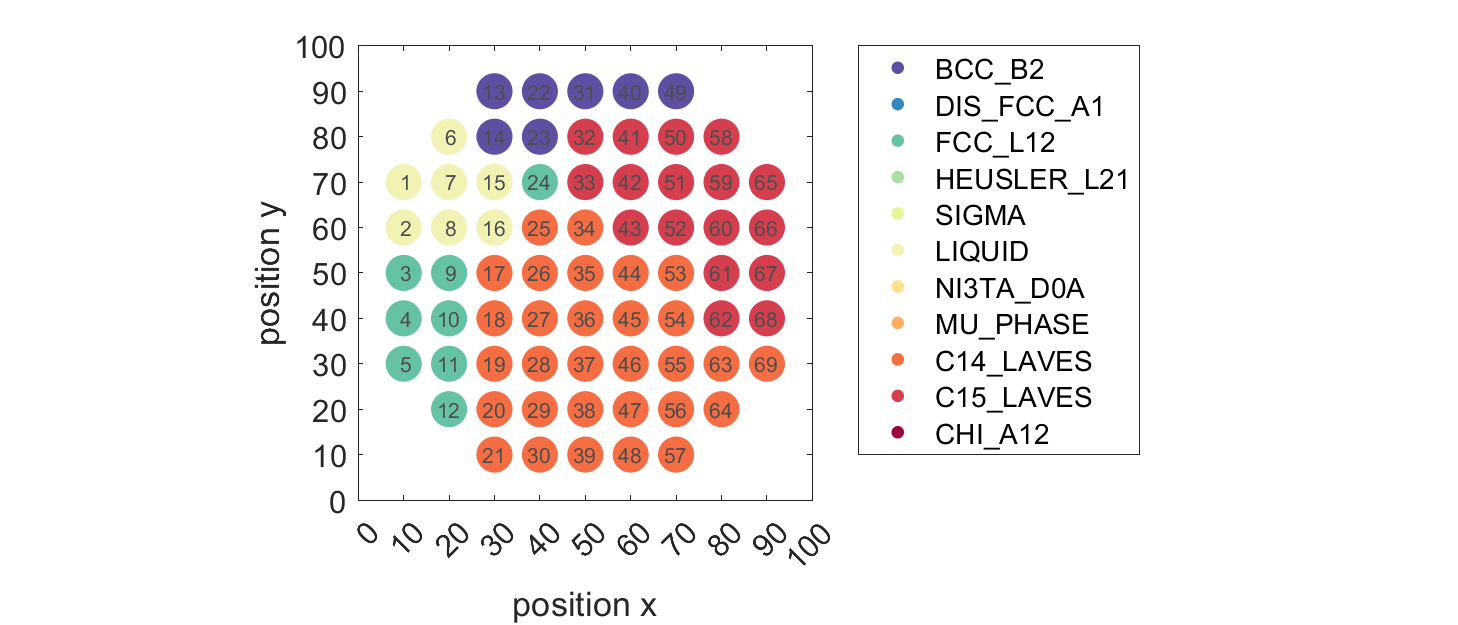 100
90
80
70
60
50
40
30
20
10
0
13 22 31 40 49
6 14 23 32 41 50 58
1 7 15 24 33 42 51 59 65
2 8 16 25 34 43 52 60 66
3 9 17 26 35 44 53 61 67
4 10 18 27 36 45 54 62 68
5 11 19 28 37 46 55 63 69
12 20 29 38 47 56 64
21 30 39 48 57
0 10 20 30 40 50 60 70 80 90 100
position x
position y
BCC_B2
DIS_FCC_A1
FCC_L12
HEUSLER_L21
SIGMA
LIQUID
NI3TA_D0A
MU_PHASE
C14_LAVES
C15_LAVES
CHI_A12